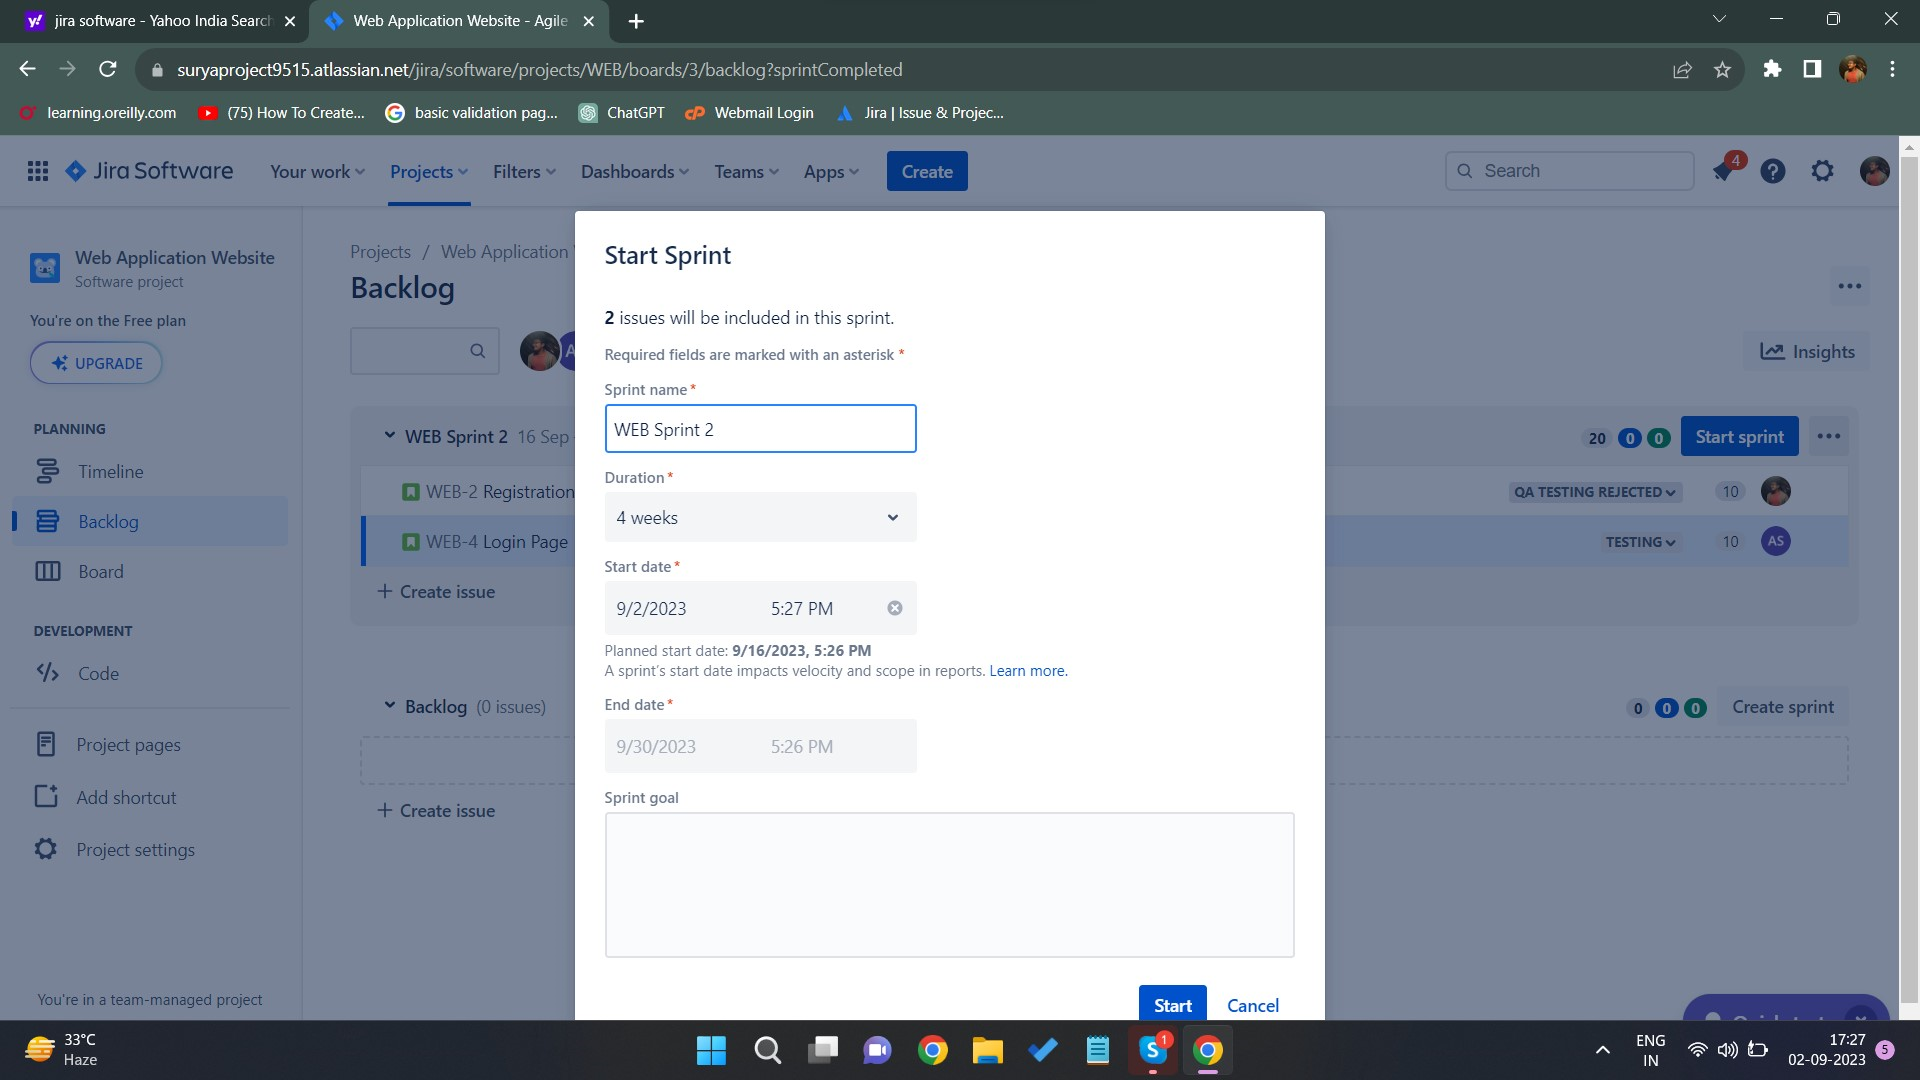 jira software - Yahoo India Search
Web Application Website - Agile
suryaproject9515.atlassian.net/jira/software/projects/WEB/boards/3/backlog?sprintCompleted
learning.oreilly.com
(75) How To Create...
basic validation pag...
ChatGPT
Webmail Login
Jira | Issue & Projec...
Jira Software
Your work
Projects
Filters
Dashboards
Teams
Apps
Create
Search
4
Web Application Website
Software project
You're on the Free plan
UPGRADE
PLANNING
Timeline
Backlog
Board
DEVELOPMENT
Code
Project pages
Add shortcut
Project settings
You're in a team-managed project
Projects / Web Application
Backlog
Insights
WEB Sprint 2 16 Sep
20 0 0 Start sprint
WEB-2 Registration
QA TESTING REJECTED 10
WEB-4 Login Page
TESTING 10 AS
+ Create issue
Backlog (0 issues)
0 0 0 Create sprint
+ Create issue
Start Sprint
2 issues will be included in this sprint.
Required fields are marked with an asterisk *
Sprint name *
WEB Sprint 2
Duration *
4 weeks
Start date *
9/2/2023 5:27 PM
Planned start date: 9/16/2023, 5:26 PM
A sprint's start date impacts velocity and scope in reports. Learn more.
End date *
9/30/2023 5:26 PM
Sprint goal
Start
Cancel
33°C
Haze
1
ENG
IN
17:27
02-09-2023
5